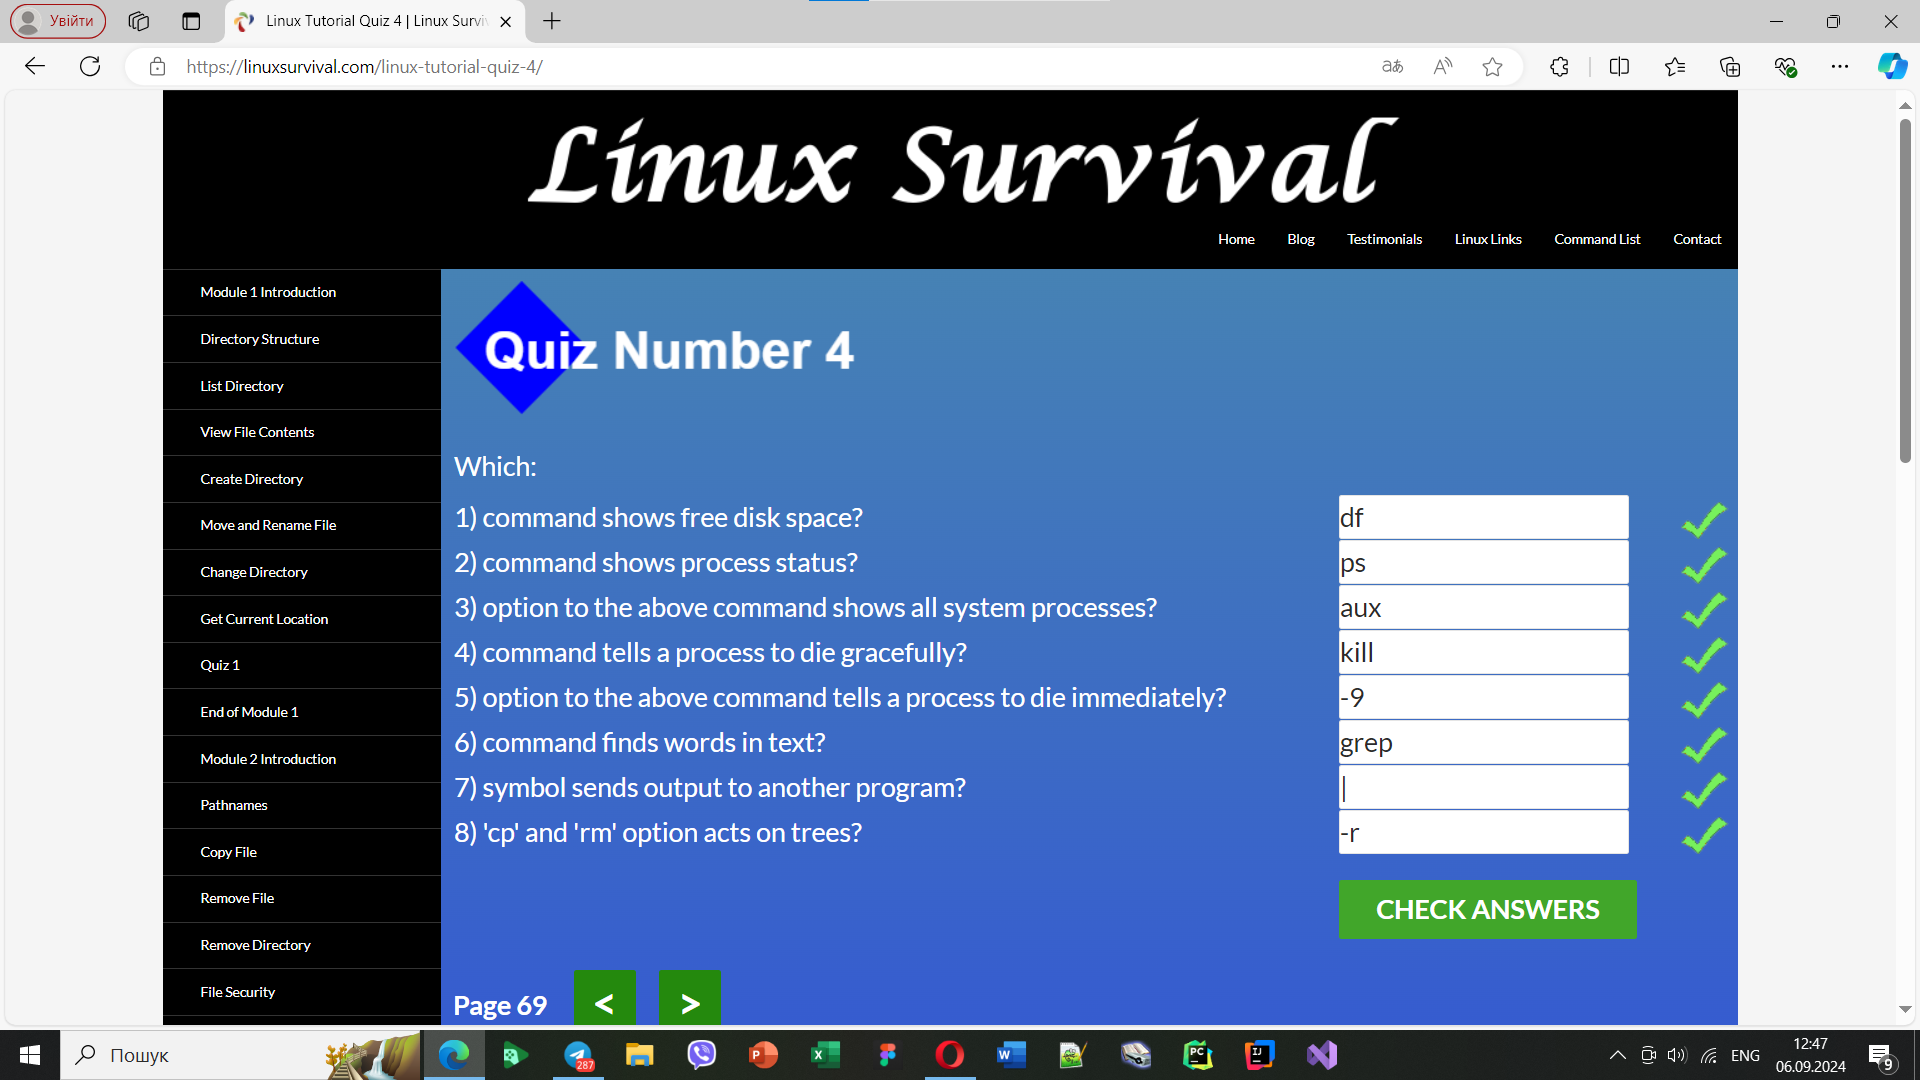 Увійти
Linux Tutorial Quiz 4 | Linux Surviv
https://linuxsurvival.com/linux-tutorial-quiz-4/
Linux Survival
Home
Blog
Testimonials
Linux Links
Command List
Contact
Module 1 Introduction
Directory Structure
List Directory
View File Contents
Create Directory
Move and Rename File
Change Directory
Get Current Location
Quiz 1
End of Module 1
Module 2 Introduction
Pathnames
Copy File
Remove File
Remove Directory
File Security
Quiz Number 4
Which:
1) command shows free disk space? df
2) command shows process status? ps
3) option to the above command shows all system processes? aux
4) command tells a process to die gracefully? kill
5) option to the above command tells a process to die immediately? -9
6) command finds words in text? grep
7) symbol sends output to another program? |
8) 'cp' and 'rm' option acts on trees? -r
CHECK ANSWERS
Page 69 < >
Пошук
287
ENG
12:47
06.09.2024
9